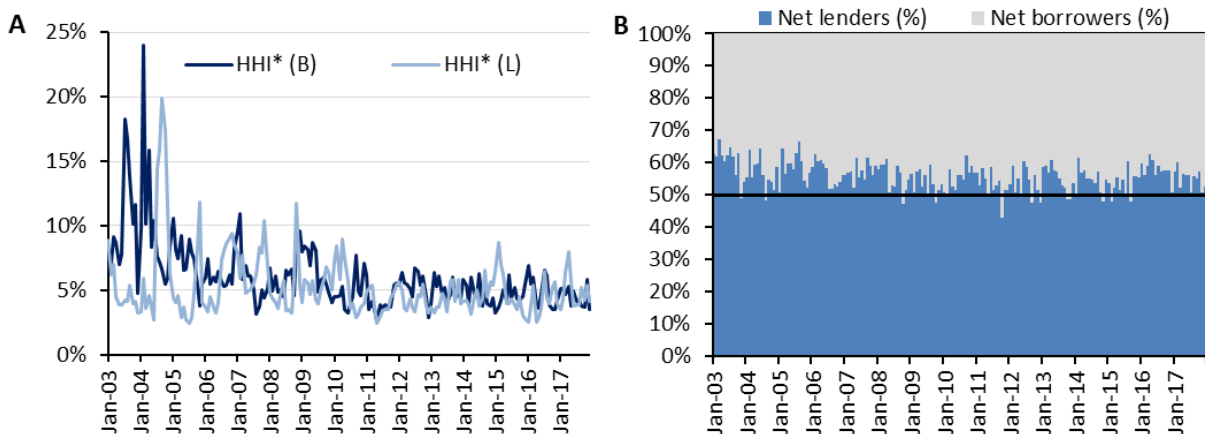 A
25%
20%
15%
10%
5%
0%
HHI* (B)
HHI* (L)
Jan-03
Jan-04
Jan-05
Jan-06
Jan-07
Jan-08
Jan-09
Jan-10
Jan-11
Jan-12
Jan-13
Jan-14
Jan-15
Jan-16
Jan-17
B
Net lenders (%)
Net borrowers (%)
100%
90%
80%
70%
60%
50%
40%
30%
20%
10%
0%
Jan-03
Jan-04
Jan-05
Jan-06
Jan-07
Jan-08
Jan-09
Jan-10
Jan-11
Jan-12
Jan-13
Jan-14
Jan-15
Jan-16
Jan-17